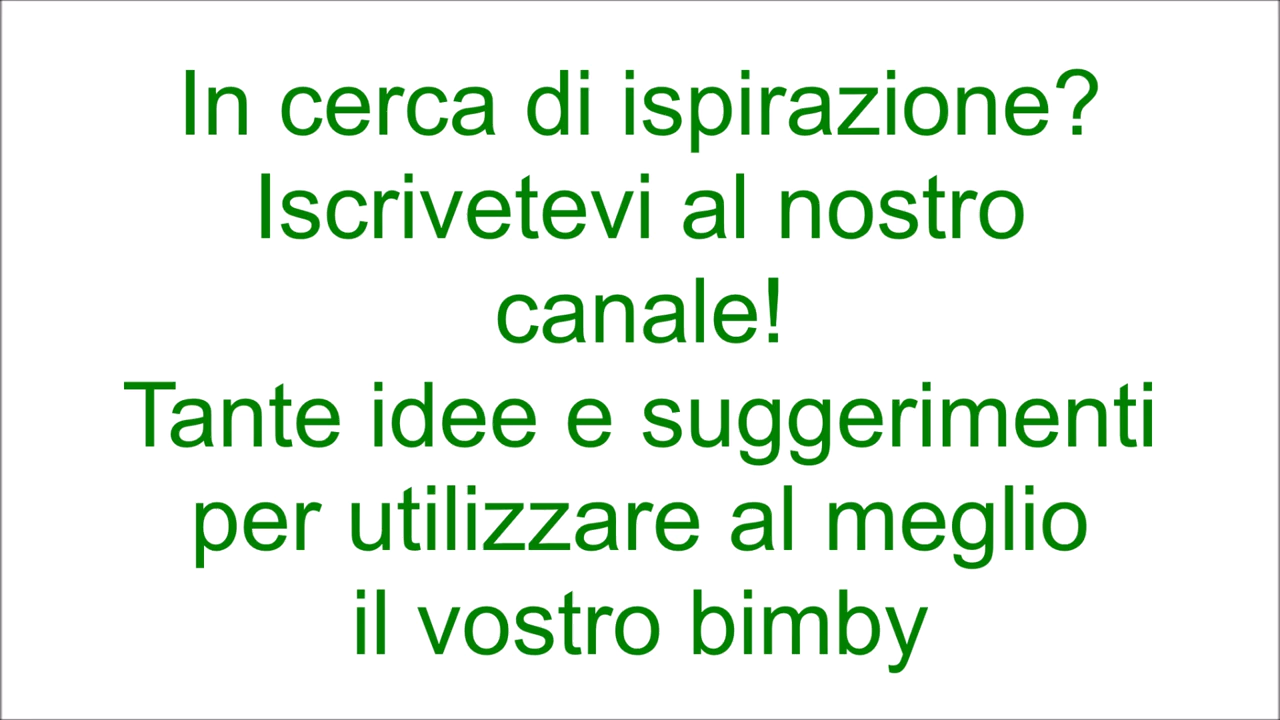 In cerca di ispirazione?
Iscrivetevi al nostro
canale!
Tante idee e suggerimenti
per utilizzare al meglio
il vostro bimby